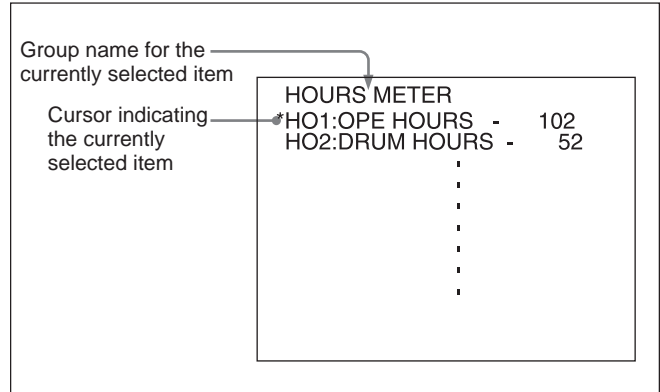 Group name for the
currently selected item
Cursor indicating
the currently
selected item
HOURS METER
*HO1:OPE HOURS - 102
HO2:DRUM HOURS - 52